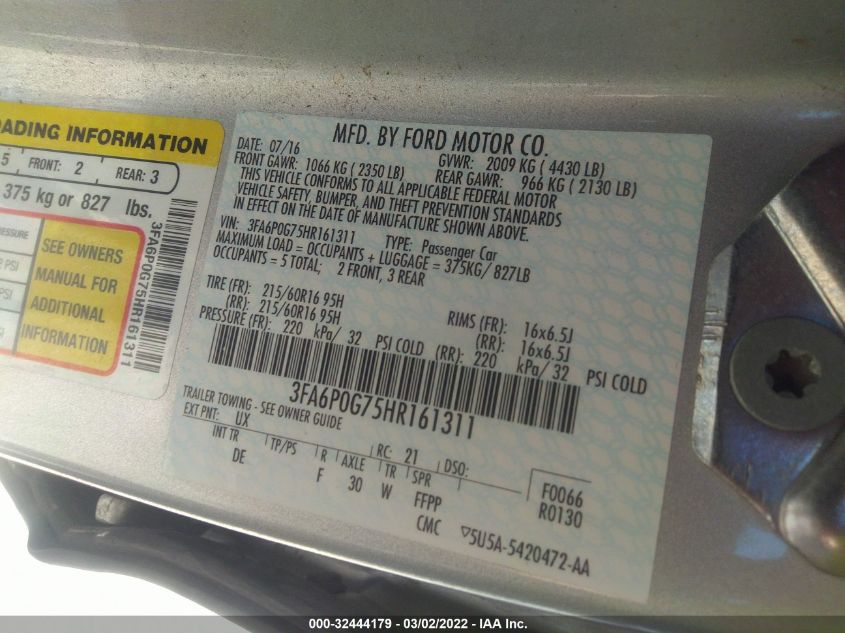 OADING INFORMATION
5 FRONT: 2 REAR: 3
375 kg or 827 lbs.
SEE OWNERS
MANUAL FOR
ADDITIONAL
INFORMATION
PSI
PSI
3FA6P0G75HR161311
MFD. BY FORD MOTOR CO.
DATE: 07/16 GVWR: 2009 KG ( 4430 LB)
FRONT GAWR: 1066 KG ( 2350 LB) REAR GAWR: 966 KG ( 2130 LB)
THIS VEHICLE CONFORMS TO ALL APPLICABLE FEDERAL MOTOR
VEHICLE SAFETY, BUMPER, AND THEFT PREVENTION STANDARDS
IN EFFECT ON THE DATE OF MANUFACTURE SHOWN ABOVE.
VIN: 3FA6P0G75HR161311 TYPE: Passenger Car
MAXIMUM LOAD = OCCUPANTS + LUGGAGE = 375KG/ 827LB
OCCUPANTS = 5 TOTAL; 2 FRONT, 3 REAR
TIRE (FR): 215/60R16 95H RIMS (FR): 16x6.5J
(RR): 215/60R16 95H (RR): 16x6.5J
PRESSURE (FR): 220 kPa/ 32 PSI COLD (RR): 220 kPa/ 32 PSI COLD
3FA6P0G75HR161311
TRAILER TOWING - SEE OWNER GUIDE
EXT PNT: UX RC: 21 DSO:
INT TR TP/PS R AXLE TR SPR F0066
DE F 30 W FFPP R0130
CMC
▽5U5A-5420472-AA
000-32444179 - 03/02/2022 - IAA Inc.